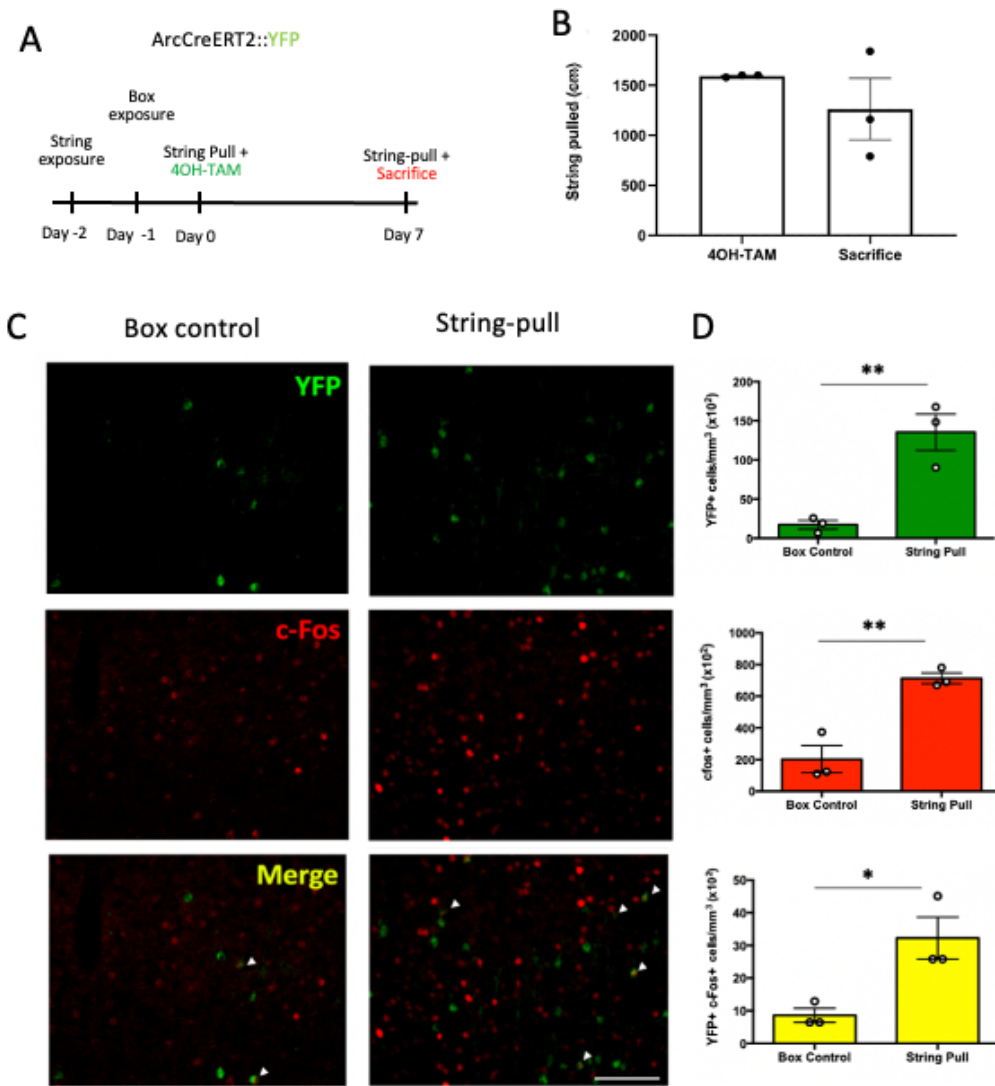 A
ArcCreERT2::YFP
Box
exposure
String
exposure
String Pull +
4OH-TAM
String-pull +
Sacrifice
Day -2
Day -1
Day 0
Day 7
B
String pulled (cm)
2000
1500
1000
500
0
4OH-TAM
Sacrifice
C
Box control
String-pull
YFP
c-Fos
Merge
D
**
YFP+ cells/mm³ (x10²)
200
150
100
50
0
Box Control
String Pull
**
cfos+ cells/mm³ (x10²)
1000
800
600
400
200
0
Box Control
String Pull
*
YFP+ c-Fos+ cells/mm³ (x10²)
50
40
30
20
10
0
Box Control
String Pull